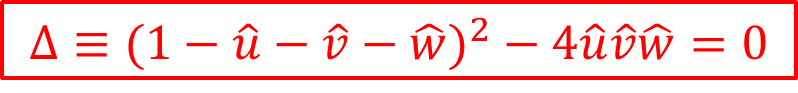 Δ ≡ (1 − û − v̂ − ŵ)² − 4ûv̂ŵ = 0